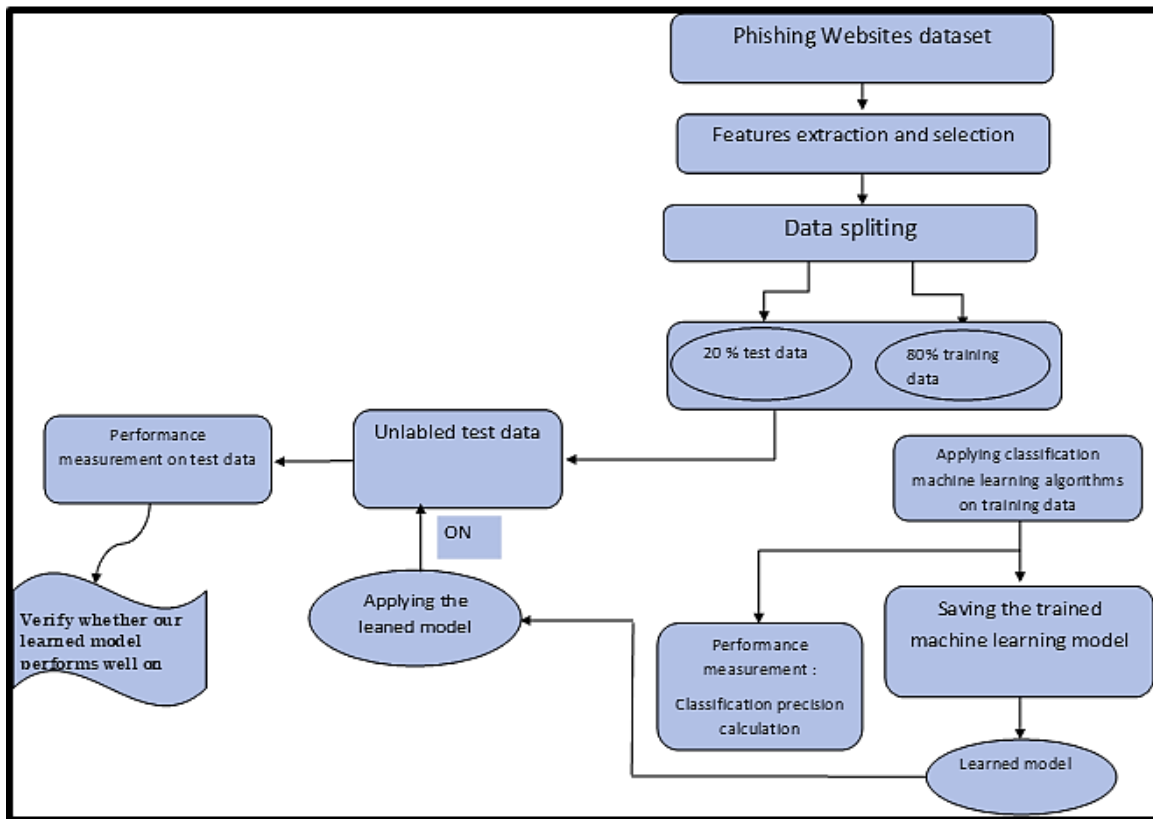 Phishing Websites dataset
Features extraction and selection
Data spliting
20 % test data
80% training
data
Performance
measurement on test data
Unlabled test data
Applying classification
machine learning algorithms
on training data
ON
Applying the
leaned model
Verify whether our
learned model
performs well on
Performance
measurement :
Classification precision
calculation
Saving the trained
machine learning model
Learned model